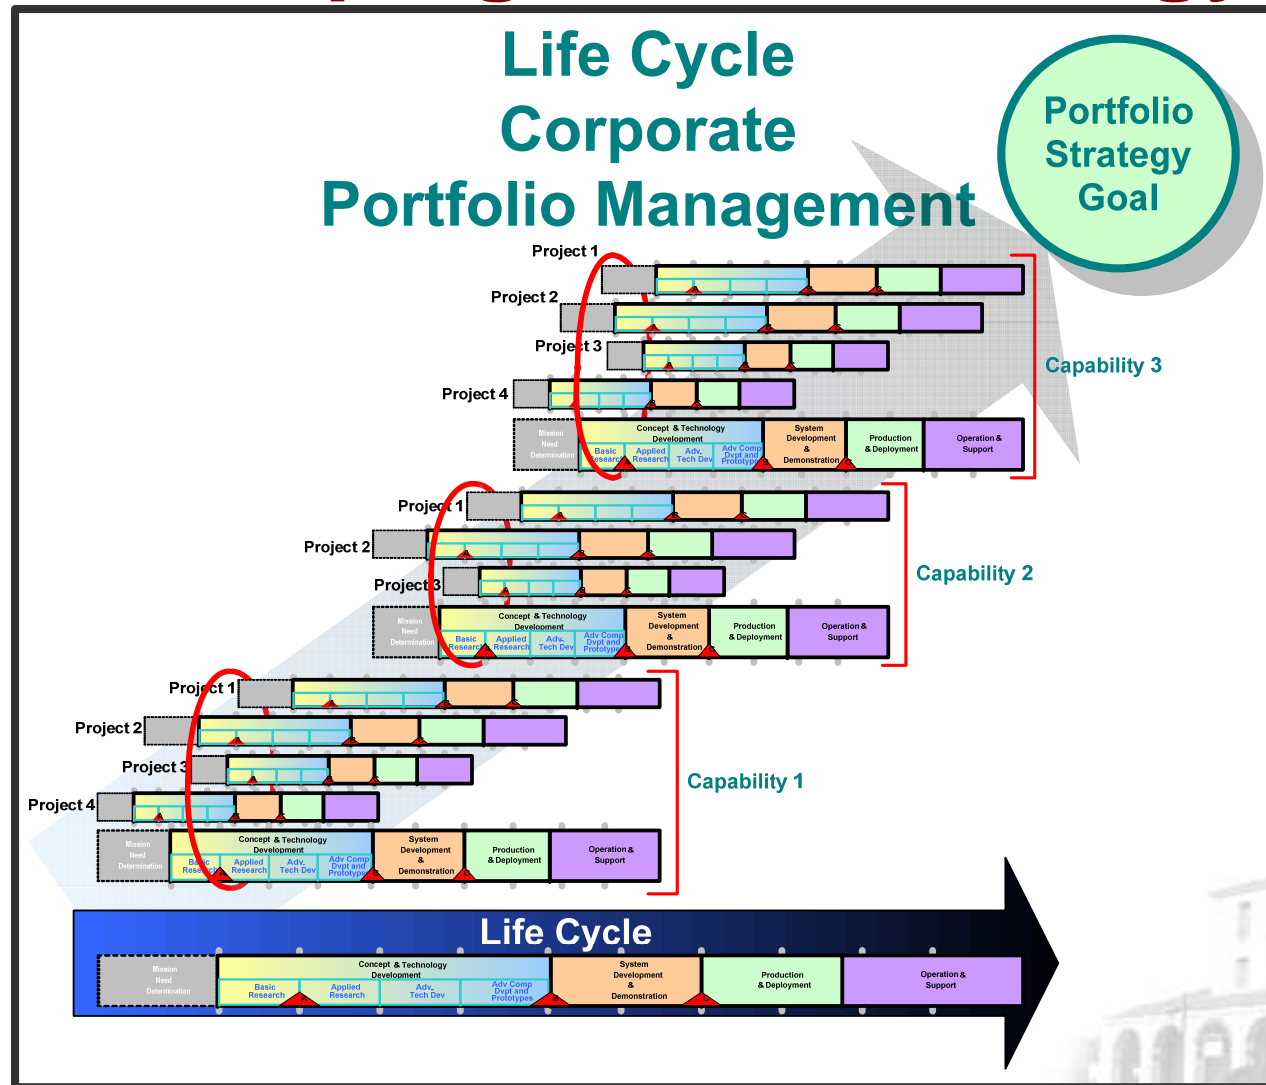 Life Cycle
Corporate
Portfolio Management
Portfolio
Strategy
Goal
Project 1
Project 2
Project 3
Project 4
A B C
A B C
A B C
A B C
Capability 3
Mission
Need
Determination
Concept & Technology
Development
Basic
Research
Applied
Research
Adv.
Tech Dev
Adv Comp
Dvpt and
Prototypes
System
Development
&
Demonstration
Production
& Deployment
Operation &
Support
A B C
Project 1
Project 2
Project 3
A B C
A B C
A B C
Capability 2
Mission
Need
Determination
Concept & Technology
Development
Basic
Research
Applied
Research
Adv.
Tech Dev
Adv Comp
Dvpt and
Prototypes
System
Development
&
Demonstration
Production
& Deployment
Operation &
Support
A B C
Project 1
Project 2
Project 3
Project 4
A B C
A B C
A B C
A B C
Capability 1
Mission
Need
Determination
Concept & Technology
Development
Basic
Research
Applied
Research
Adv.
Tech Dev
Adv Comp
Dvpt and
Prototypes
System
Development
&
Demonstration
Production
& Deployment
Operation &
Support
A B C
Life Cycle
Mission
Need
Determination
Concept & Technology
Development
Basic
Research
Applied
Research
Adv.
Tech Dev
Adv Comp
Dvpt and
Prototypes
System
Development
&
Demonstration
Production
& Deployment
Operation &
Support
A B C